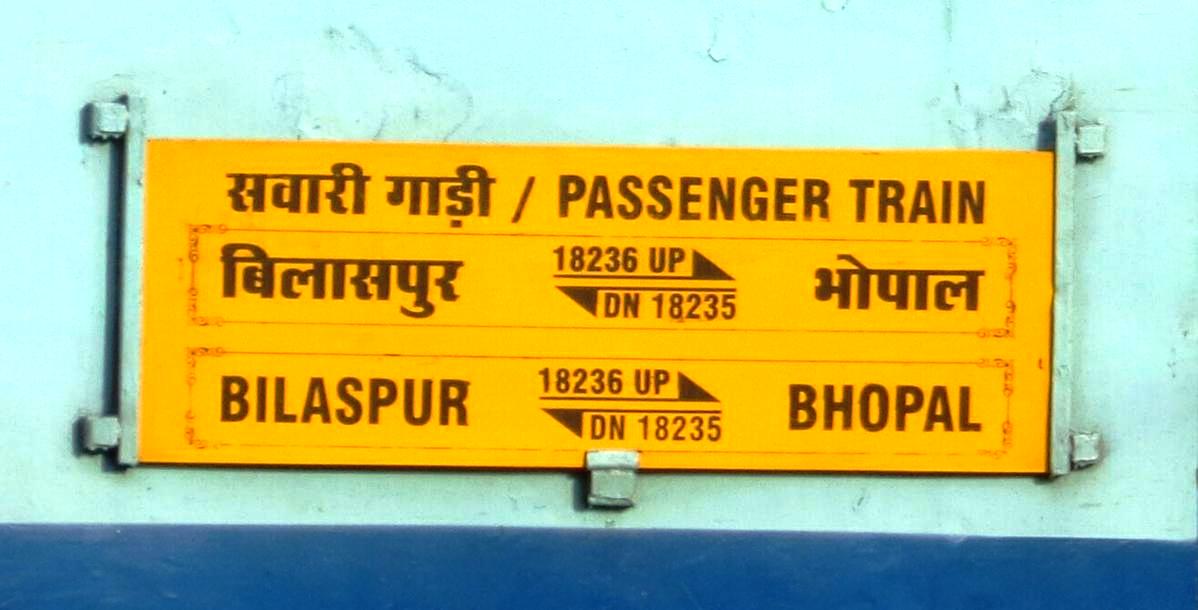 सवारी गाड़ी / PASSENGER TRAIN
बिलासपुर 18236 UP भोपाल
DN 18235
BILASPUR 18236 UP BHOPAL
DN 18235